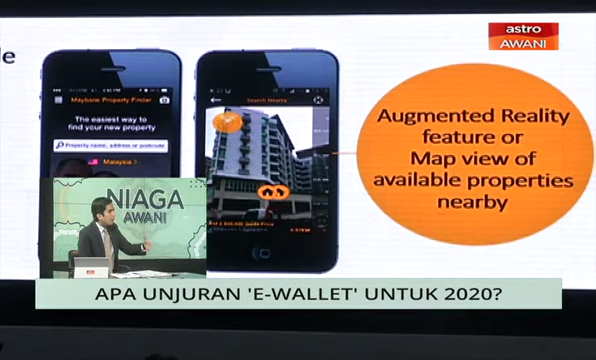 astro
AWANI
le
Maybank Property Finder
The easiest way to
find your new property
Property name, address or postcode
Malaysia >
Search Nearby
Augmented Reality
feature or
Map view of
available properties
nearby
NIAGA
AWANI
APA UNJURAN 'E-WALLET' UNTUK 2020?